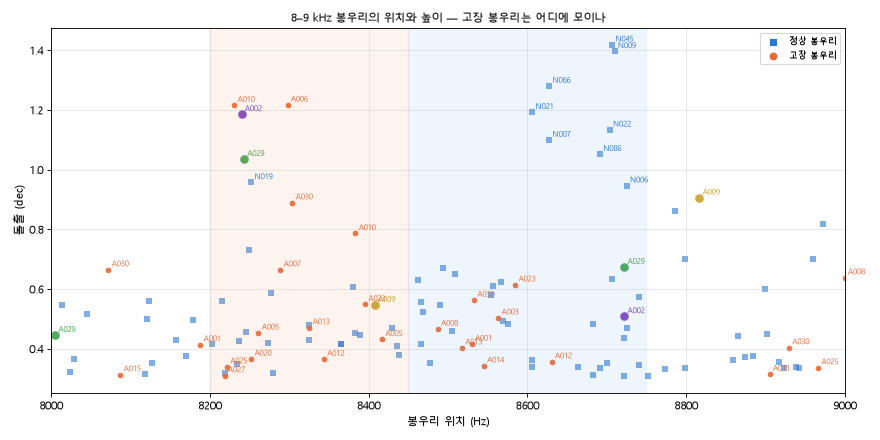 8–9 kHz 봉우리의 위치와 높이 — 고장 봉우리는 어디에 모이나
정상 봉우리
고장 봉우리
N045
N009
N066
A010
A006
A002
N021
N022
N007
N086
A029
N019
N006
A030
A009
A010
A030
A007
A029
A008
A023
A009
A003
A002
A029
A013
A005
A008
A001
A005
A001
A030
A020
A012
A012
A025
A014
A025
A015
A027
1.4
1.2
1.0
0.8
0.6
0.4
돌출 (dec)
8000
8200
8400
8600
8800
9000
봉우리 위치 (Hz)